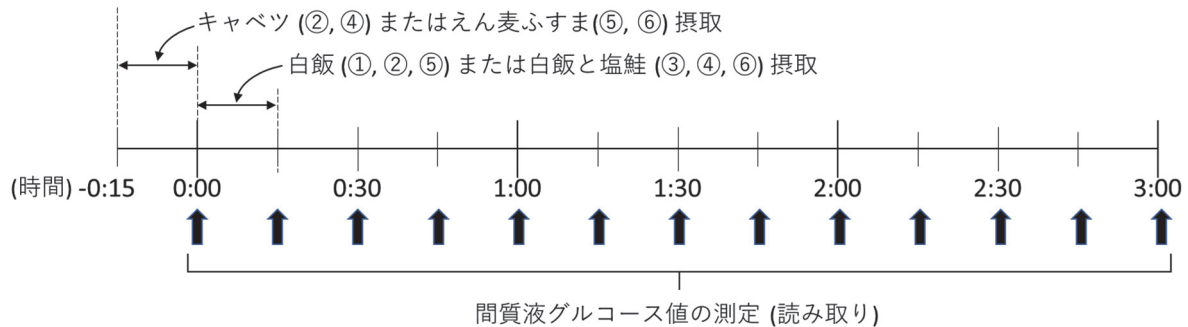 キャベツ (②, ④) またはえん麦ふすま(⑤, ⑥) 摂取
白飯 (①, ②, ⑤) または白飯と塩鮭 (③, ④, ⑥) 摂取
(時間) -0:15 0:00 0:30 1:00 1:30 2:00 2:30 3:00
間質液グルコース値の測定 (読み取り)